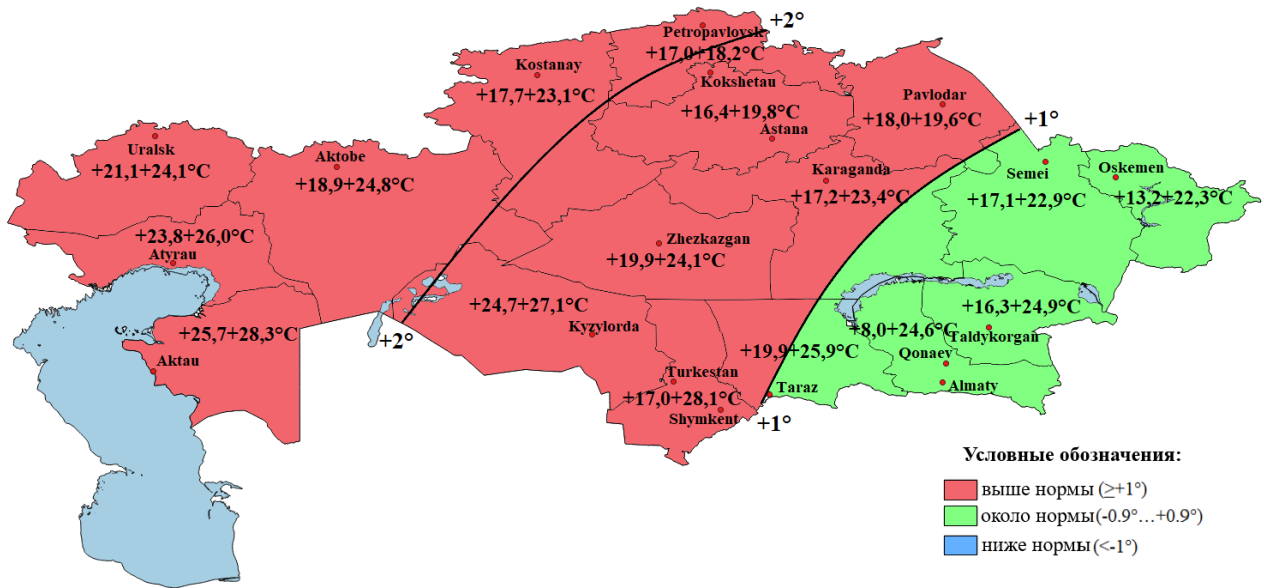 +2°
Petropavlovsk
+17,0+18,2°C
Kostanay
+17,7+23,1°C
Kokshetau
+16,4+19,8°C
Astana
Pavlodar
+18,0+19,6°C
+1°
Uralsk
+21,1+24,1°C
Aktobe
+18,9+24,8°C
Karaganda
+17,2+23,4°C
Semei
+17,1+22,9°C
Oskemen
+13,2+22,3°C
+23,8+26,0°C
Atyrau
Zhezkazgan
+19,9+24,1°C
+24,7+27,1°C
Kyzylorda
+16,3+24,9°C
Taldykorgan
+25,7+28,3°C
Aktau
+2°
+8,0+24,6°C
Qonaev
Almaty
+19,9+25,9°C
Taraz
Turkestan
+17,0+28,1°C
Shymkent
+1°
Условные обозначения:
выше нормы (≥+1°)
около нормы (-0.9°…+0.9°)
ниже нормы (<-1°)